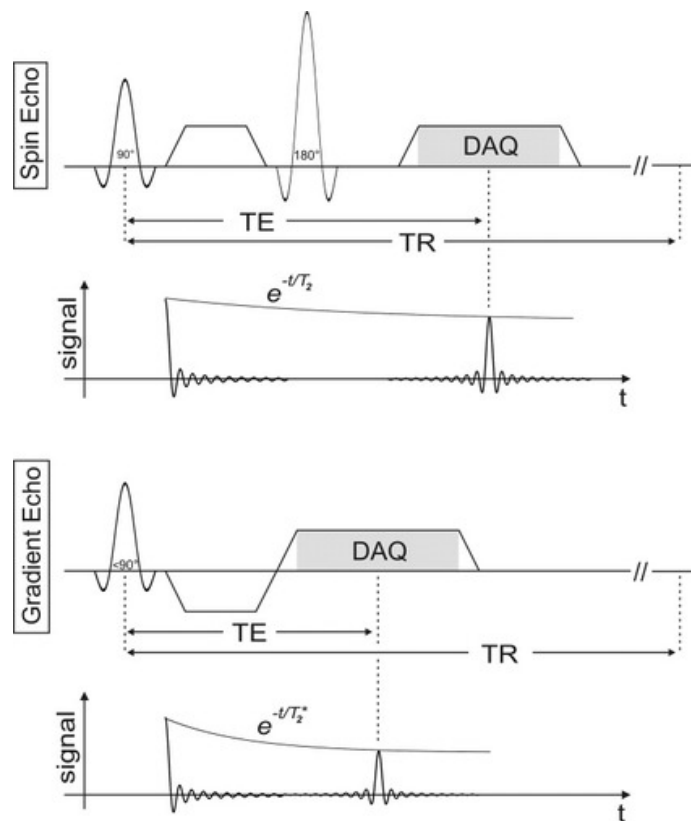 Spin Echo
90°
180°
DAQ
//
TE
TR
e^{-t/T_2}
signal
t
Gradient Echo
<90°
DAQ
//
TE
TR
e^{-t/T_2^*}
signal
t